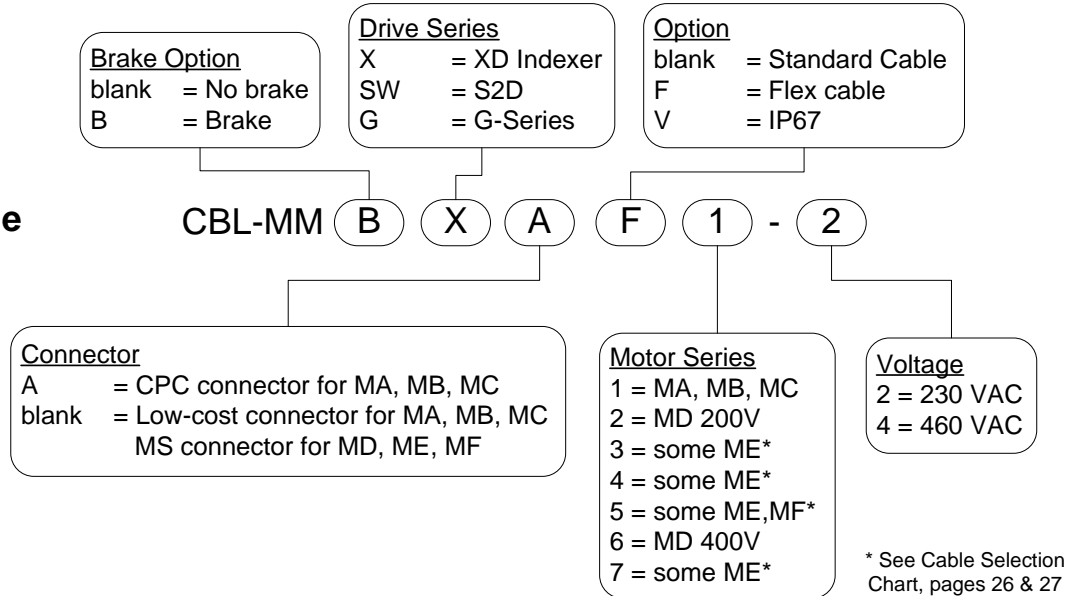 Brake Option
blank = No brake
B = Brake
Drive Series
X = XD Indexer
SW = S2D
G = G-Series
Option
blank = Standard Cable
F = Flex cable
V = IP67
e CBL-MM B X A F 1 - 2
Connector
A = CPC connector for MA, MB, MC
blank = Low-cost connector for MA, MB, MC
MS connector for MD, ME, MF
Motor Series
1 = MA, MB, MC
2 = MD 200V
3 = some ME*
4 = some ME*
5 = some ME,MF*
6 = MD 400V
7 = some ME*
Voltage
2 = 230 VAC
4 = 460 VAC
* See Cable Selection
Chart, pages 26 & 27